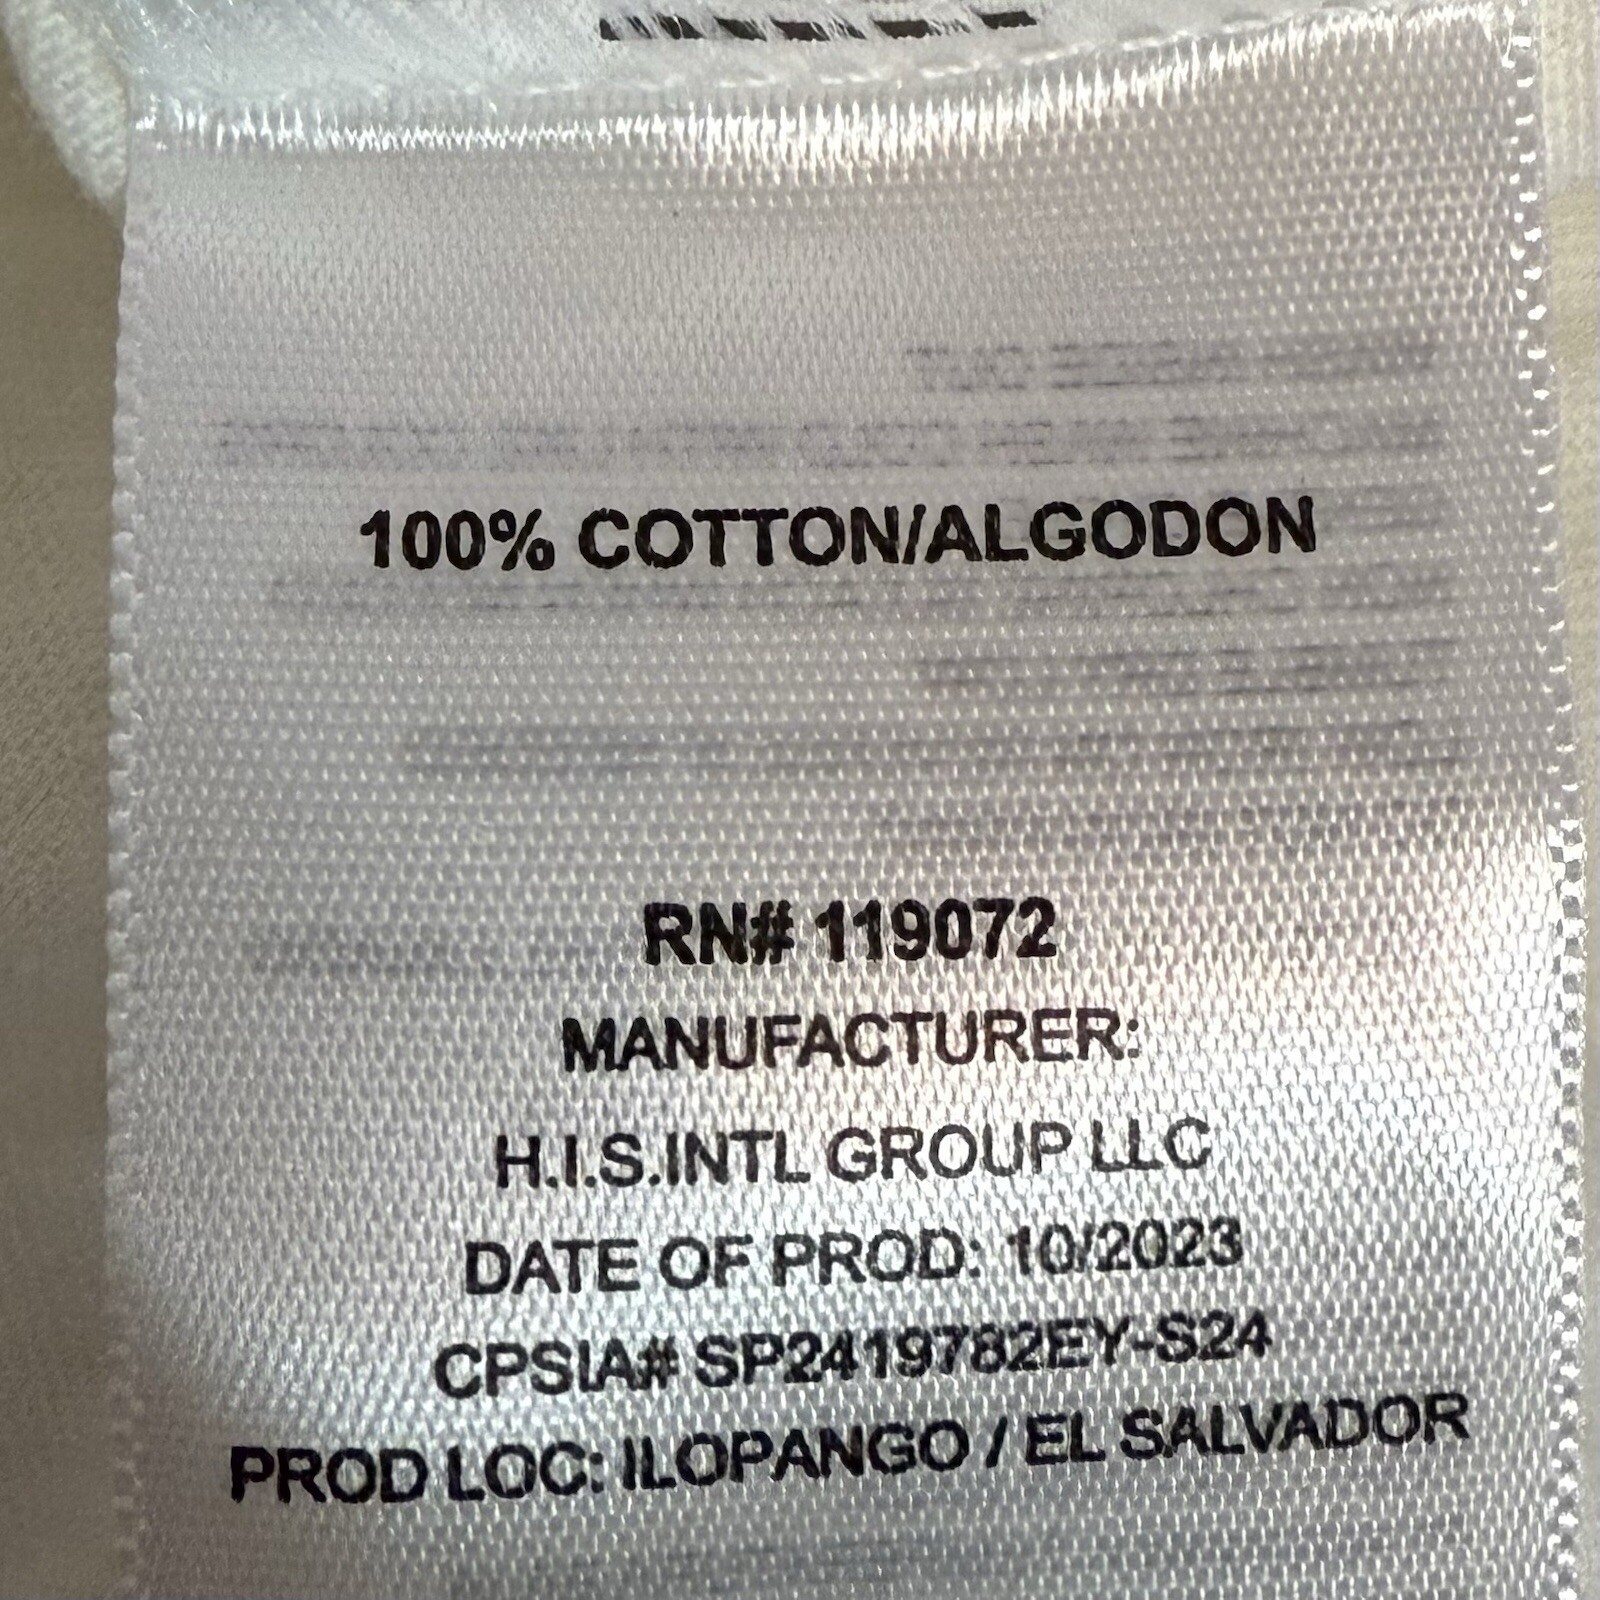 100% COTTON/ALGODON
RN# 119072
MANUFACTURER:
H.I.S.INTL GROUP LLC
DATE OF PROD: 10/2023
CPSIA# SP2419782EY-S24
PROD LOC: ILOPANGO / EL SALVADOR